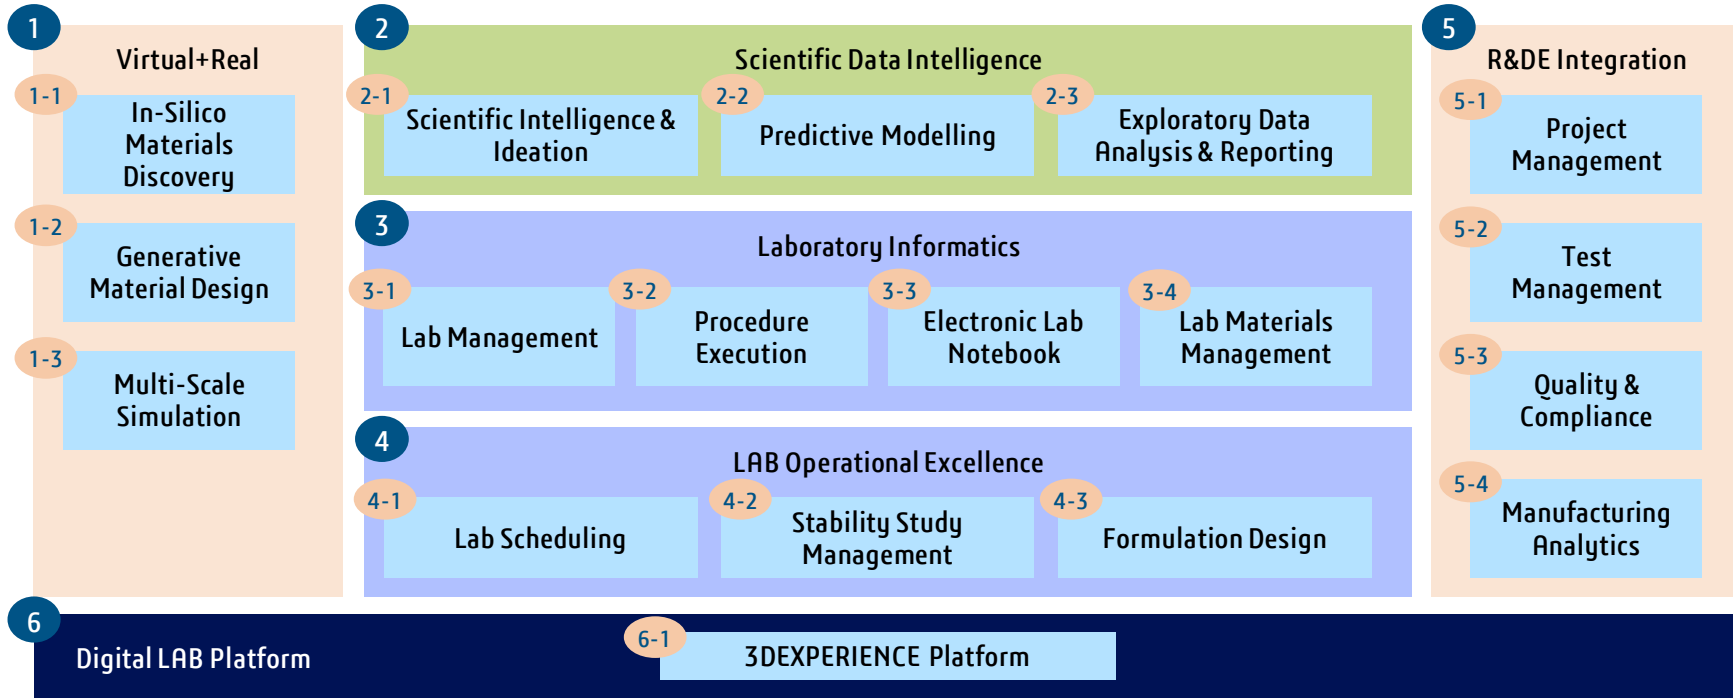 1
Virtual+Real
1-1
In-Silico
Materials
Discovery
1-2
Generative
Material Design
1-3
Multi-Scale
Simulation
2
Scientific Data Intelligence
2-1
Scientific Intelligence &
Ideation
2-2
Predictive Modelling
2-3
Exploratory Data
Analysis & Reporting
3
Laboratory Informatics
3-1
Lab Management
3-2
Procedure
Execution
3-3
Electronic Lab
Notebook
3-4
Lab Materials
Management
4
LAB Operational Excellence
4-1
Lab Scheduling
4-2
Stability Study
Management
4-3
Formulation Design
5
R&DE Integration
5-1
Project
Management
5-2
Test
Management
5-3
Quality &
Compliance
5-4
Manufacturing
Analytics
6
Digital LAB Platform
6-1
3DEXPERIENCE Platform